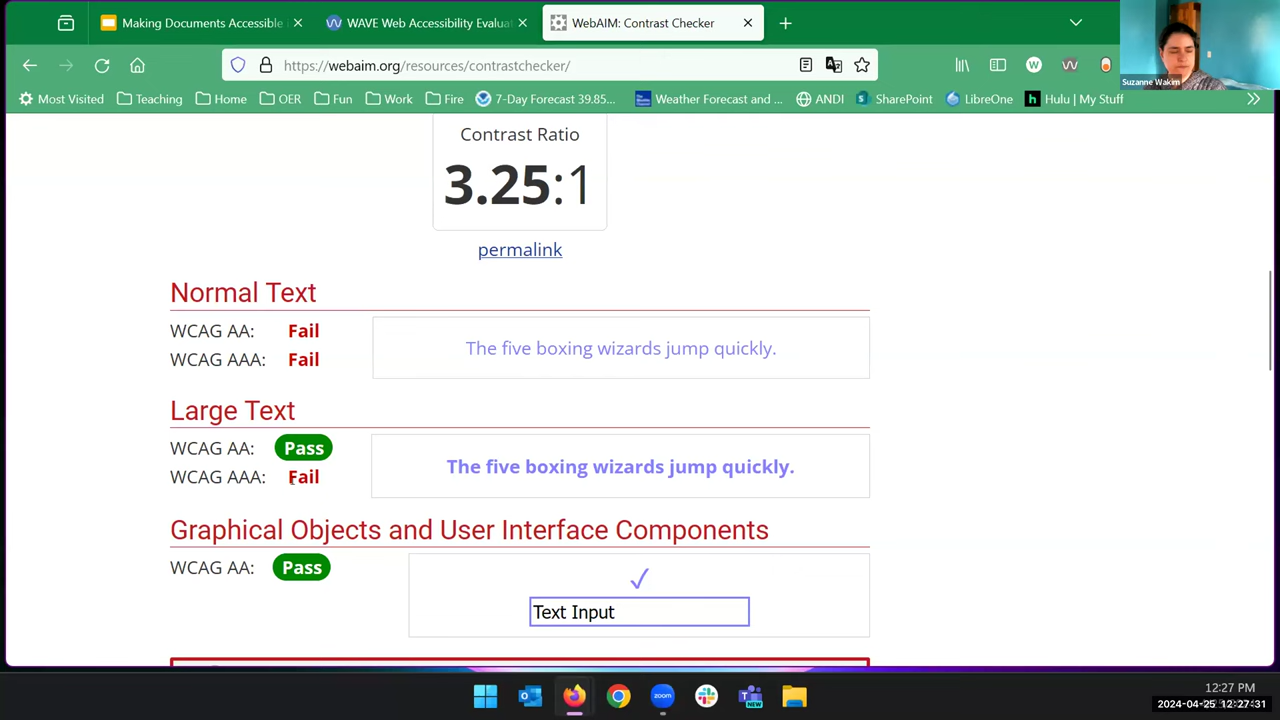 Making Documents Accessible
WAVE Web Accessibility Evaluat
WebAIM: Contrast Checker
https://webaim.org/resources/contrastchecker/
Suzanne Wakim
Most Visited
Teaching
Home
OER
Fun
Work
Fire
7-Day Forecast 39.85...
Weather Forecast and ...
ANDI
SharePoint
LibreOne
Hulu | My Stuff
Contrast Ratio
3.25:1
permalink
Normal Text
WCAG AA: Fail
WCAG AAA: Fail
The five boxing wizards jump quickly.
Large Text
WCAG AA: Pass
WCAG AAA: Fail
The five boxing wizards jump quickly.
Graphical Objects and User Interface Components
WCAG AA: Pass
✓
Text Input
12:27 PM
2024-04-25 12:27:31